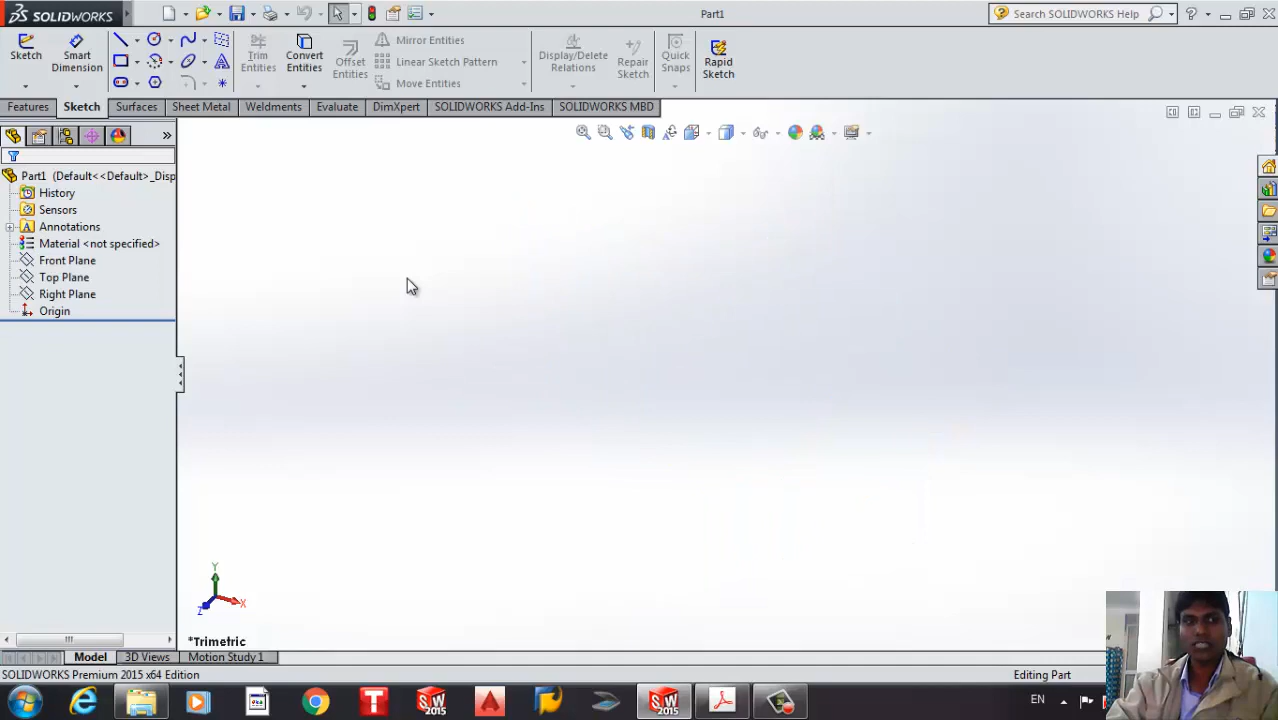 SOLIDWORKS
Part1
Search SOLIDWORKS Help
Sketch
Smart Dimension
Trim Entities
Convert Entities
Offset Entities
Mirror Entities
Linear Sketch Pattern
Move Entities
Display/Delete Relations
Repair Sketch
Quick Snaps
Rapid Sketch
Features
Sketch
Surfaces
Sheet Metal
Weldments
Evaluate
DimXpert
SOLIDWORKS Add-Ins
SOLIDWORKS MBD
Part1 (Default<<Default>_Disp
History
Sensors
Annotations
Material <not specified>
Front Plane
Top Plane
Right Plane
Origin
Y
X
Z
*Trimetric
Model
3D Views
Motion Study 1
SOLIDWORKS Premium 2015 x64 Edition
Editing Part
EN